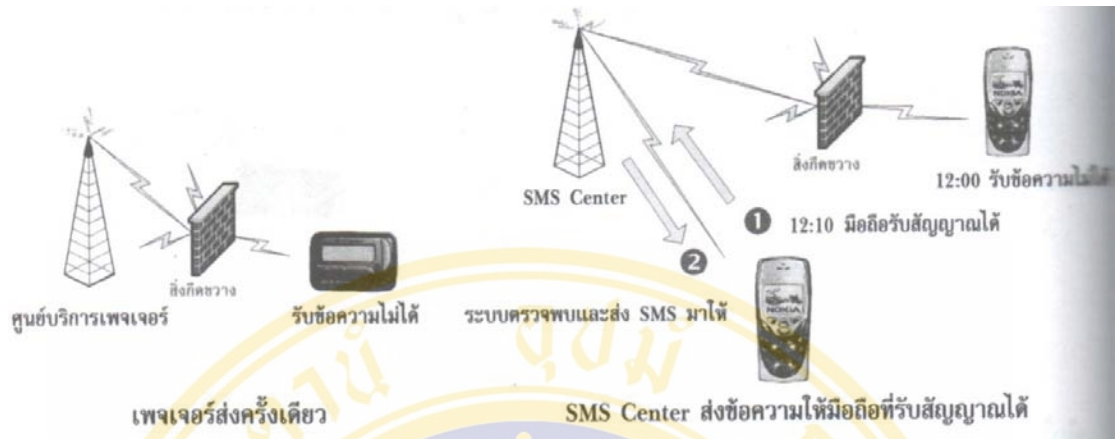 ศูนย์บริการเพจเจอร์
สิ่งกีดขวาง
รับข้อความไม่ได้
เพจเจอร์ส่งครั้งเดียว
SMS Center
สิ่งกีดขวาง
NOKIA
12:00 รับข้อความไม่ได้
1 12:10 มือถือรับสัญญาณได้
2
ระบบตรวจพบและส่ง SMS มาให้
NOKIA
SMS Center ส่งข้อความให้มือถือที่รับสัญญาณได้